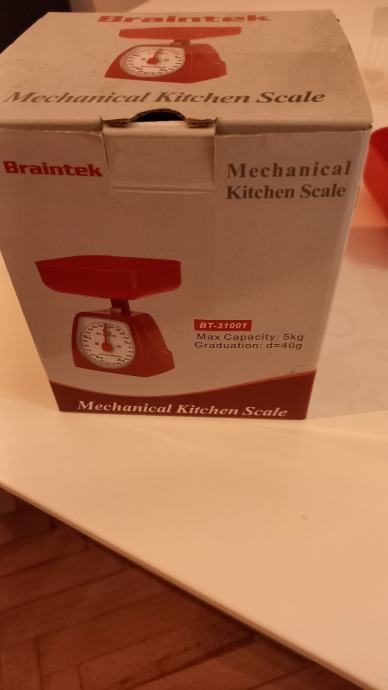 Braintek
Mechanical Kitchen Scale
Braintek
Mechanical
Kitchen Scale
BT-31001
Max Capacity: 5kg
Graduation: d=40g
Mechanical Kitchen Scale